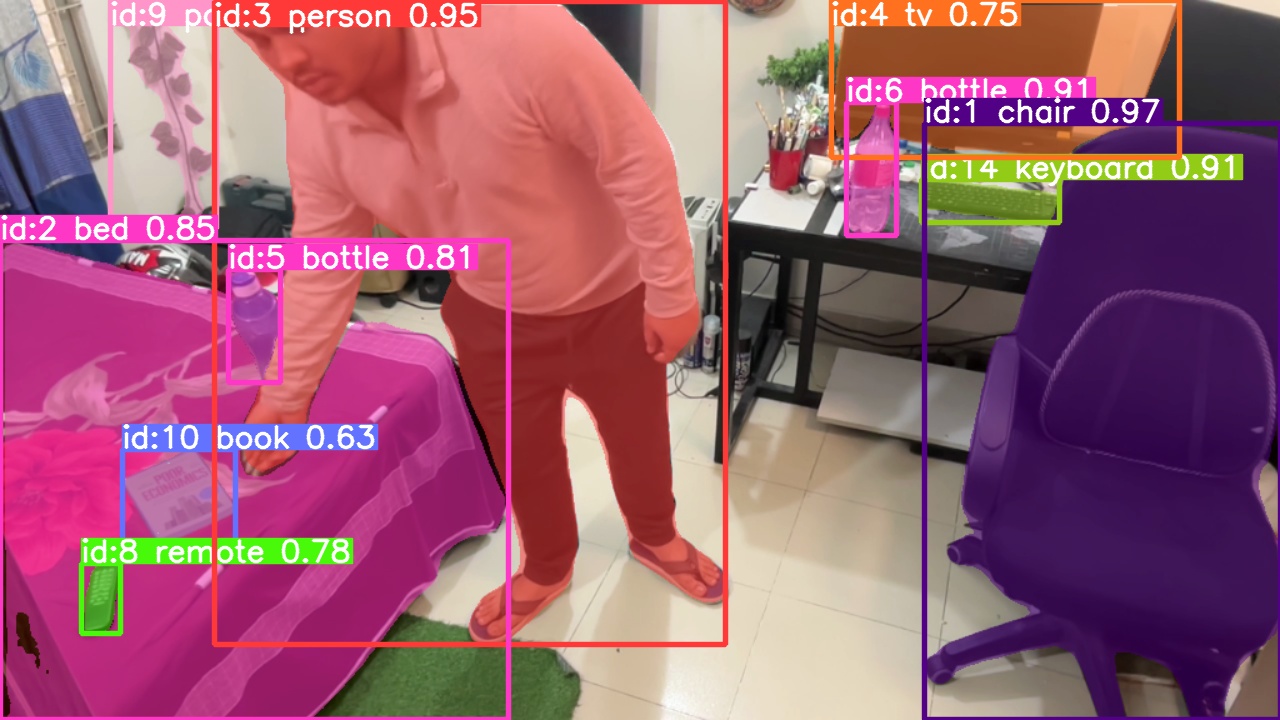 id:9 po
id:3 person 0.95
id:4 tv 0.75
id:6 bottle 0.91
id:1 chair 0.97
d:14 keyboard 0.91
id:2 bed 0.85
id:5 bottle 0.81
id:10 book 0.63
POOR
ECONOMICS
id:8 remote 0.78